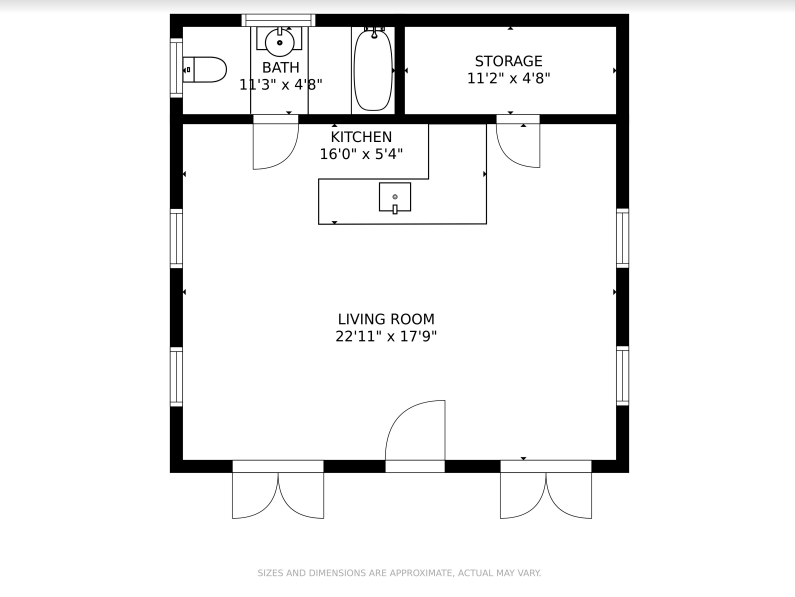 BATH
11'3" x 4'8"
STORAGE
11'2" x 4'8"
KITCHEN
16'0" x 5'4"
LIVING ROOM
22'11" x 17'9"
SIZES AND DIMENSIONS ARE APPROXIMATE, ACTUAL MAY VARY.